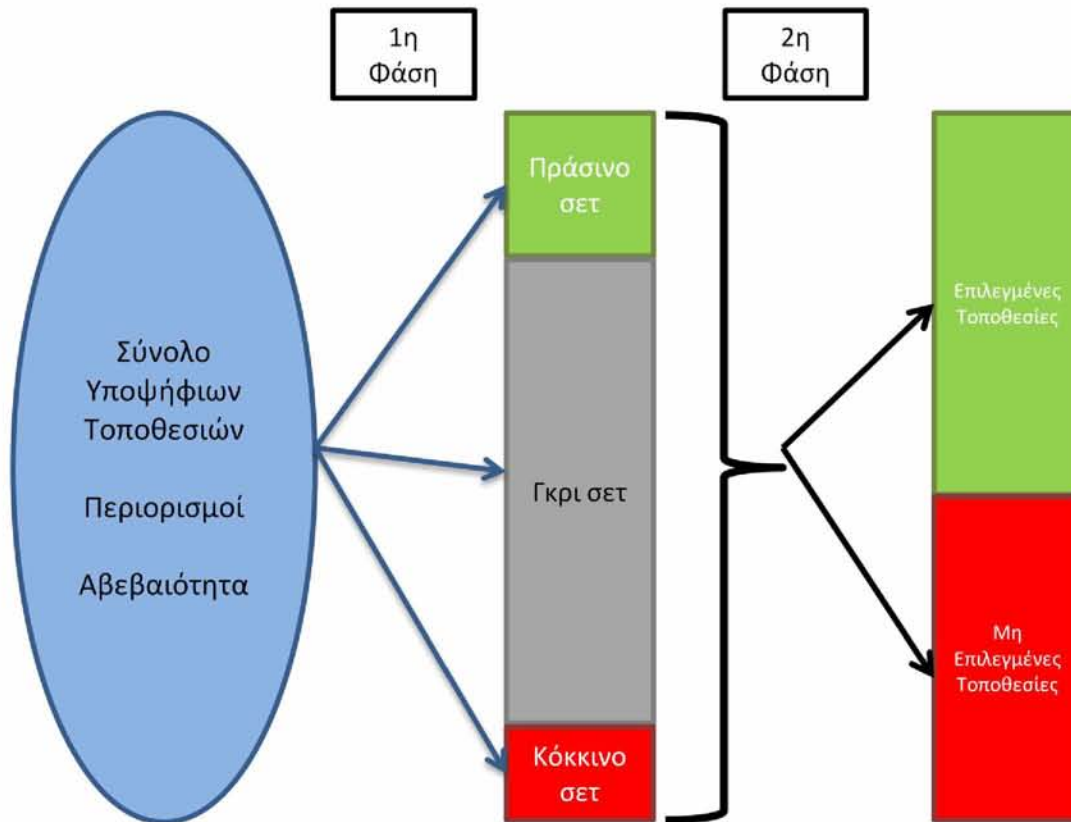 1η
Φάση
2η
Φάση
Σύνολο
Υποψήφιων
Τοποθεσιών
Περιορισμοί
Αβεβαιότητα
Πράσινο
σετ
Γκρι σετ
Κόκκινο
σετ
Επιλεγμένες
Τοποθεσίες
Μη
Επιλεγμένες
Τοποθεσίες